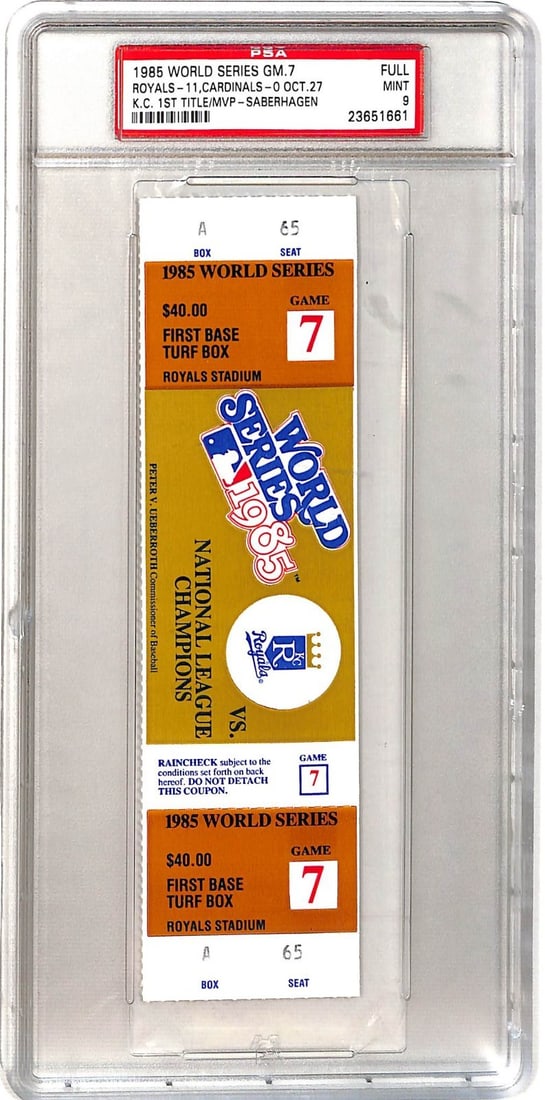 PSA
1985 WORLD SERIES GM.7 FULL
ROYALS-11,CARDINALS-0 OCT.27 MINT
K.C. 1ST TITLE/MVP-SABERHAGEN 9
23651661
A 65
BOX SEAT
1985 WORLD SERIES
$40.00 GAME
7
FIRST BASE
TURF BOX
ROYALS STADIUM
WORLD
SERIES
1985™
KC
R
Royals®
VS.
NATIONAL LEAGUE
CHAMPIONS
PETER V. UEBERROTH Commissioner of Baseball
RAINCHECK subject to the
conditions set forth on back
hereof. DO NOT DETACH
THIS COUPON.
GAME
7
1985 WORLD SERIES
$40.00 GAME
7
FIRST BASE
TURF BOX
ROYALS STADIUM
A 65
BOX SEAT